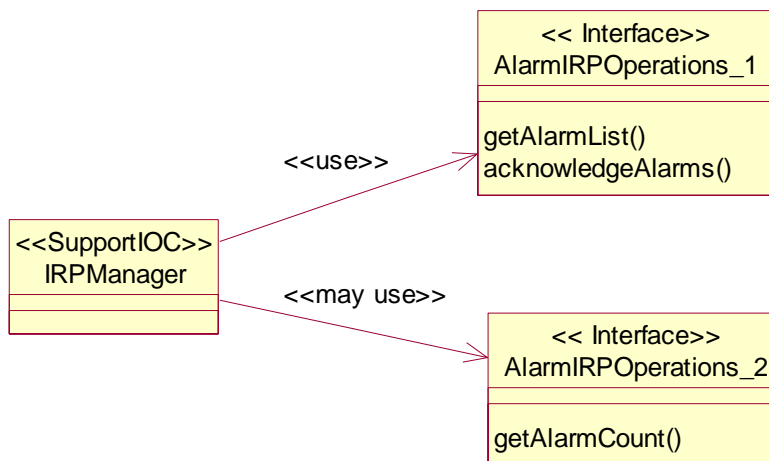 << Interface>>
AlarmIRPOperations_1
getAlarmList()
acknowledgeAlarms()
<<use>>
<<SupportIOC>>
IRPManager
<<may use>>
<< Interface>>
AlarmIRPOperations_2
getAlarmCount()